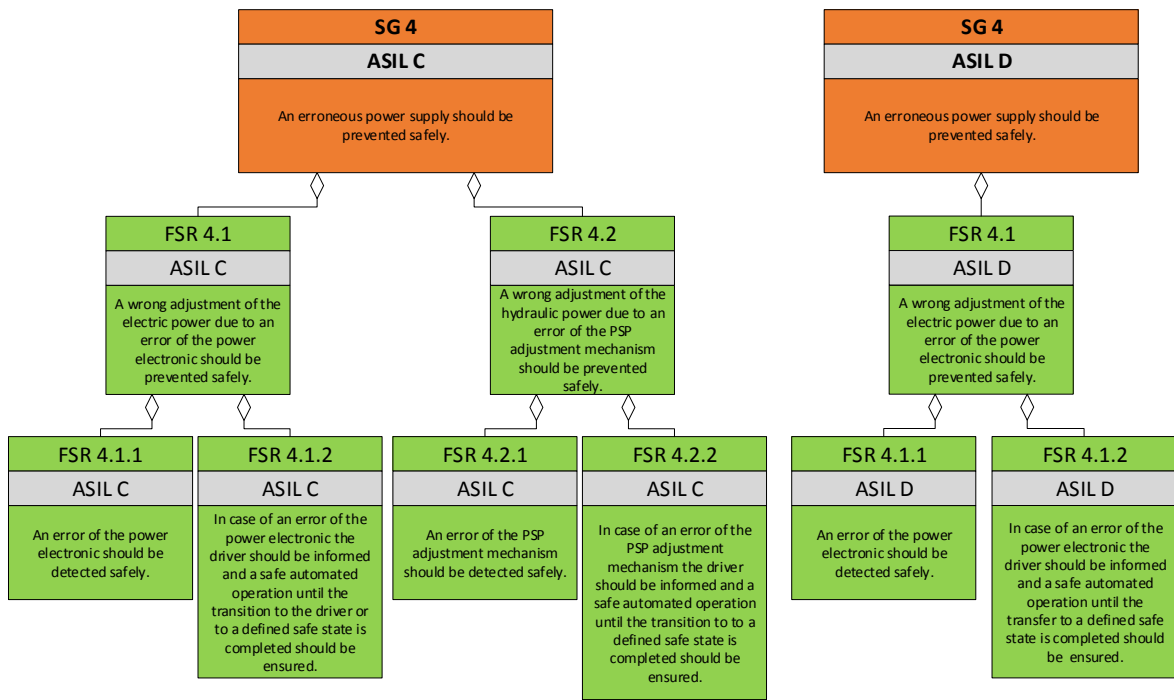 SG 4
ASIL C
An erroneous power supply should be
prevented safely.
SG 4
ASIL D
An erroneous power supply should be
prevented safely.
FSR 4.1
ASIL C
A wrong adjustment of the
electric power due to an
error of the power
electronic should be
prevented safely.
FSR 4.2
ASIL C
A wrong adjustment of the
hydraulic power due to an
error of the PSP
adjustment mechanism
should be prevented
safely.
FSR 4.1
ASIL D
A wrong adjustment of the
electric power due to an
error of the power
electronic should be
prevented safely.
FSR 4.1.1
ASIL C
An error of the power
electronic should be
detected safely.
FSR 4.1.2
ASIL C
In case of an error of the
power electronic the
driver should be informed
and a safe automated
operation until the
transition to the driver or
to a defined safe state is
completed should be
ensured.
FSR 4.2.1
ASIL C
An error of the PSP
adjustment mechanism
should be detected safely.
FSR 4.2.2
ASIL C
In case of an error of the
PSP adjustment
mechanism the driver
should be informed and a
safe automated operation
until the transition to to a
defined safe state is
completed should be
ensured.
FSR 4.1.1
ASIL D
An error of the power
electronic should be
detected safely.
FSR 4.1.2
ASIL D
In case of an error of the
power electronic the
driver should be informed
and a safe automated
operation until the
transfer to a defined safe
state is completed should
be ensured.